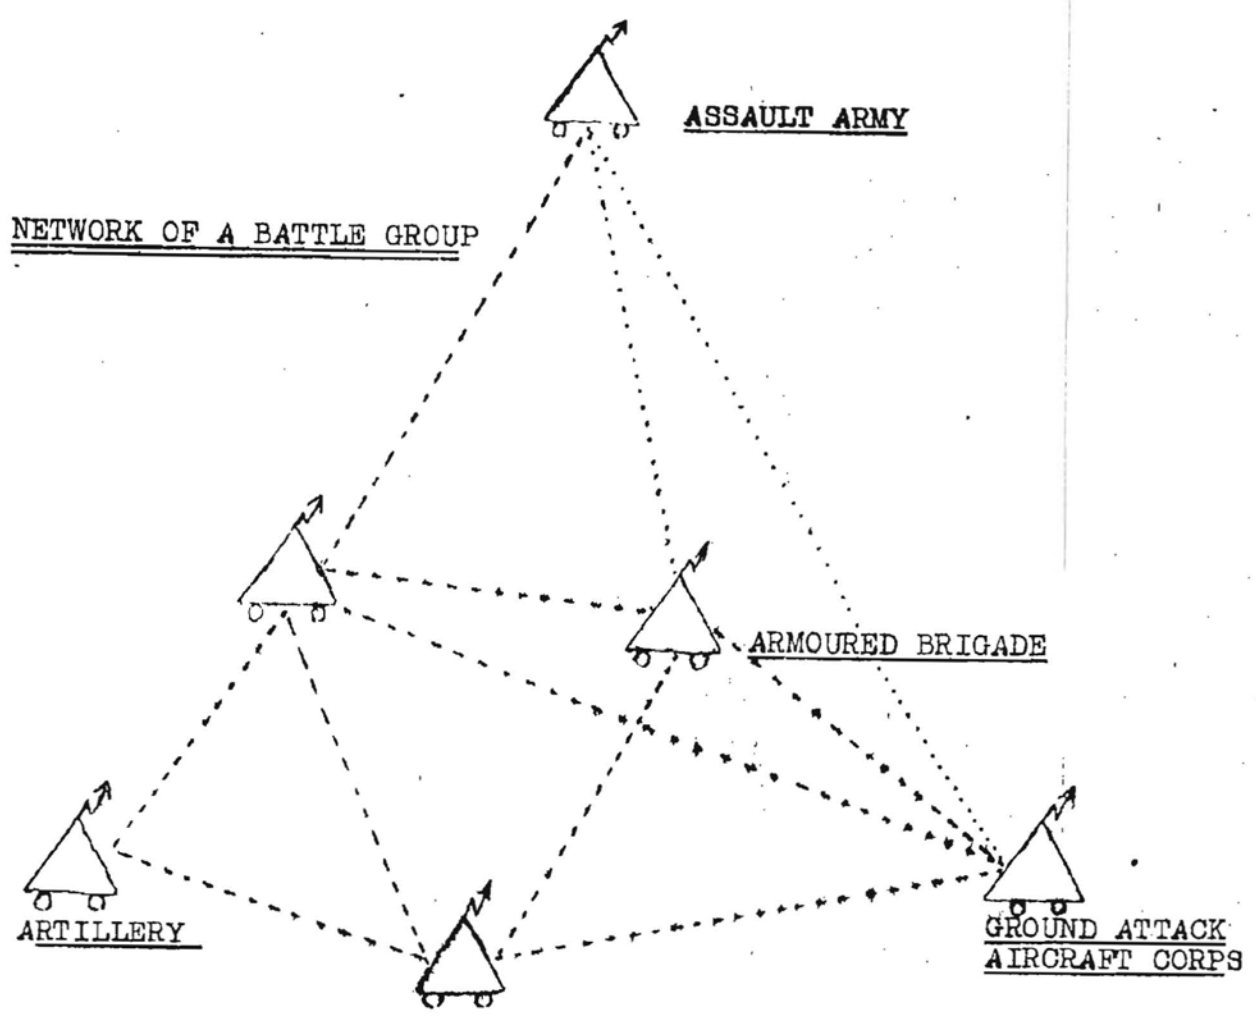 ASSAULT ARMY
NETWORK OF A BATTLE GROUP
ARMOURED BRIGADE
ARTILLERY
GROUND ATTACK
AIRCRAFT CORPS